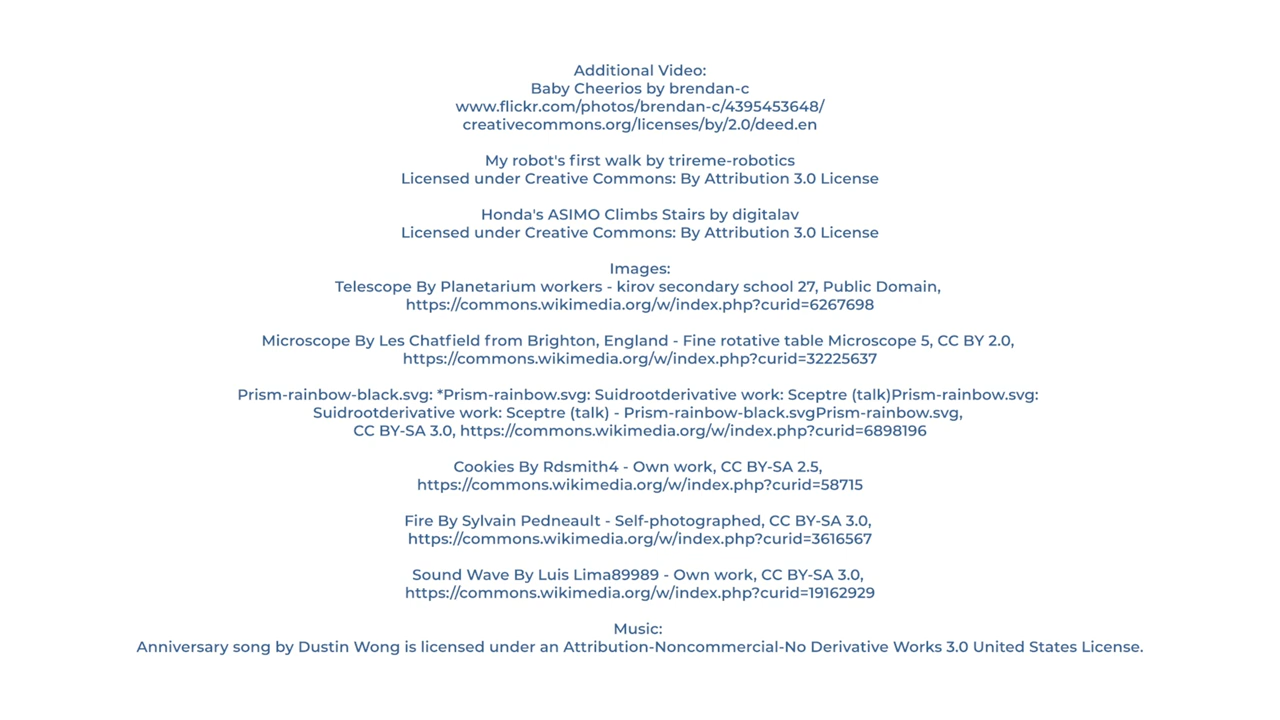 Additional Video:
Baby Cheerios by brendan-c
www.flickr.com/photos/brendan-c/4395453648/
creativecommons.org/licenses/by/2.0/deed.en
My robot's first walk by trireme-robotics
Licensed under Creative Commons: By Attribution 3.0 License
Honda's ASIMO Climbs Stairs by digitalav
Licensed under Creative Commons: By Attribution 3.0 License
Images:
Telescope By Planetarium workers - kirov secondary school 27, Public Domain,
https://commons.wikimedia.org/w/index.php?curid=6267698
Microscope By Les Chatfield from Brighton, England - Fine rotative table Microscope 5, CC BY 2.0,
https://commons.wikimedia.org/w/index.php?curid=32225637
Prism-rainbow-black.svg: *Prism-rainbow.svg: Suidrootderivative work: Sceptre (talk)Prism-rainbow.svg:
Suidrootderivative work: Sceptre (talk) - Prism-rainbow-black.svgPrism-rainbow.svg,
CC BY-SA 3.0, https://commons.wikimedia.org/w/index.php?curid=6898196
Cookies By Rdsmith4 - Own work, CC BY-SA 2.5,
https://commons.wikimedia.org/w/index.php?curid=58715
Fire By Sylvain Pedneault - Self-photographed, CC BY-SA 3.0,
https://commons.wikimedia.org/w/index.php?curid=3616567
Sound Wave By Luis Lima89989 - Own work, CC BY-SA 3.0,
https://commons.wikimedia.org/w/index.php?curid=19162929
Music:
Anniversary song by Dustin Wong is licensed under an Attribution-Noncommercial-No Derivative Works 3.0 United States License.